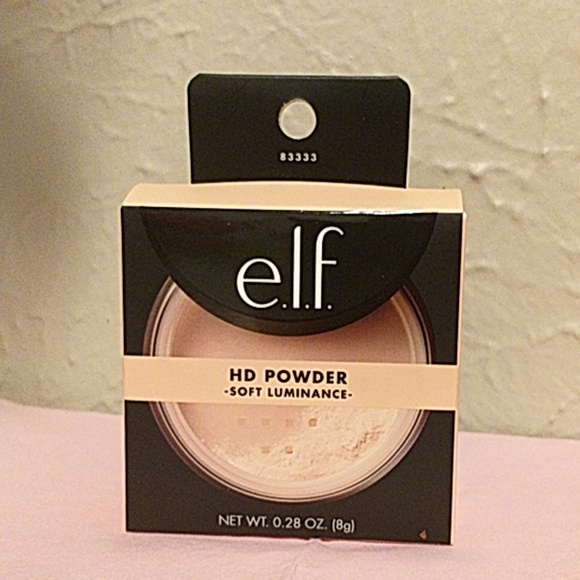 83333
e.l.f.
HD POWDER
-SOFT LUMINANCE-
NET WT. 0.28 OZ. (8g)